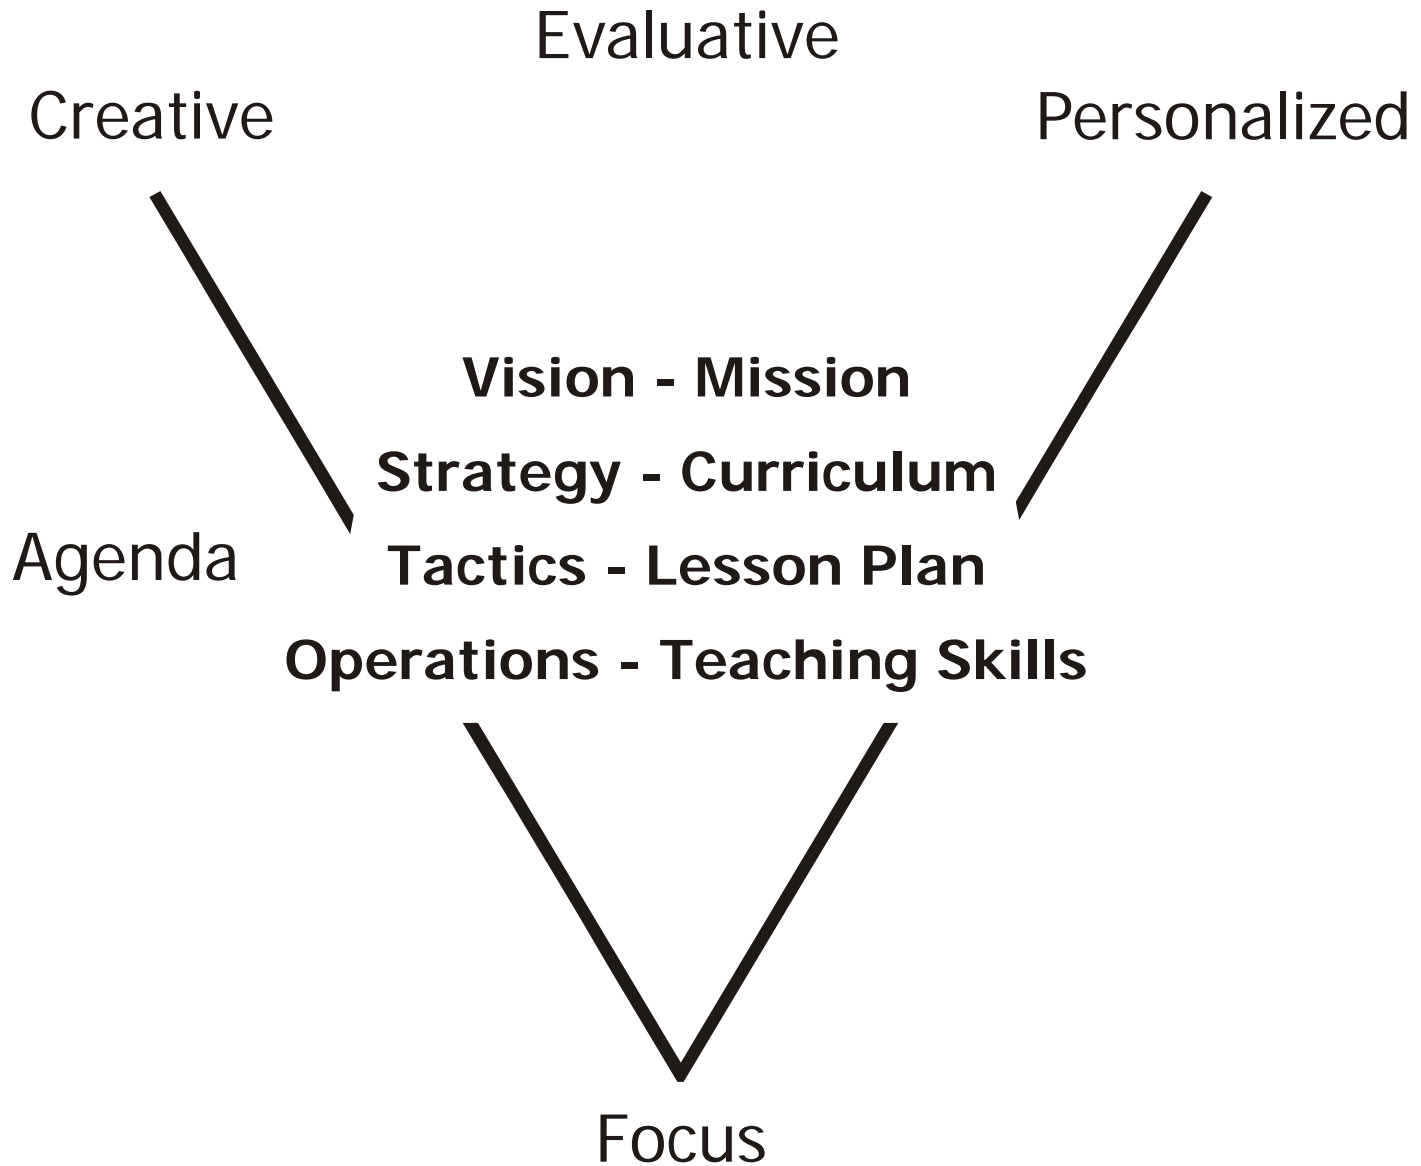 Evaluative
Creative
Personalized
Vision - Mission
Strategy - Curriculum
Agenda
Tactics - Lesson Plan
Operations - Teaching Skills
Focus